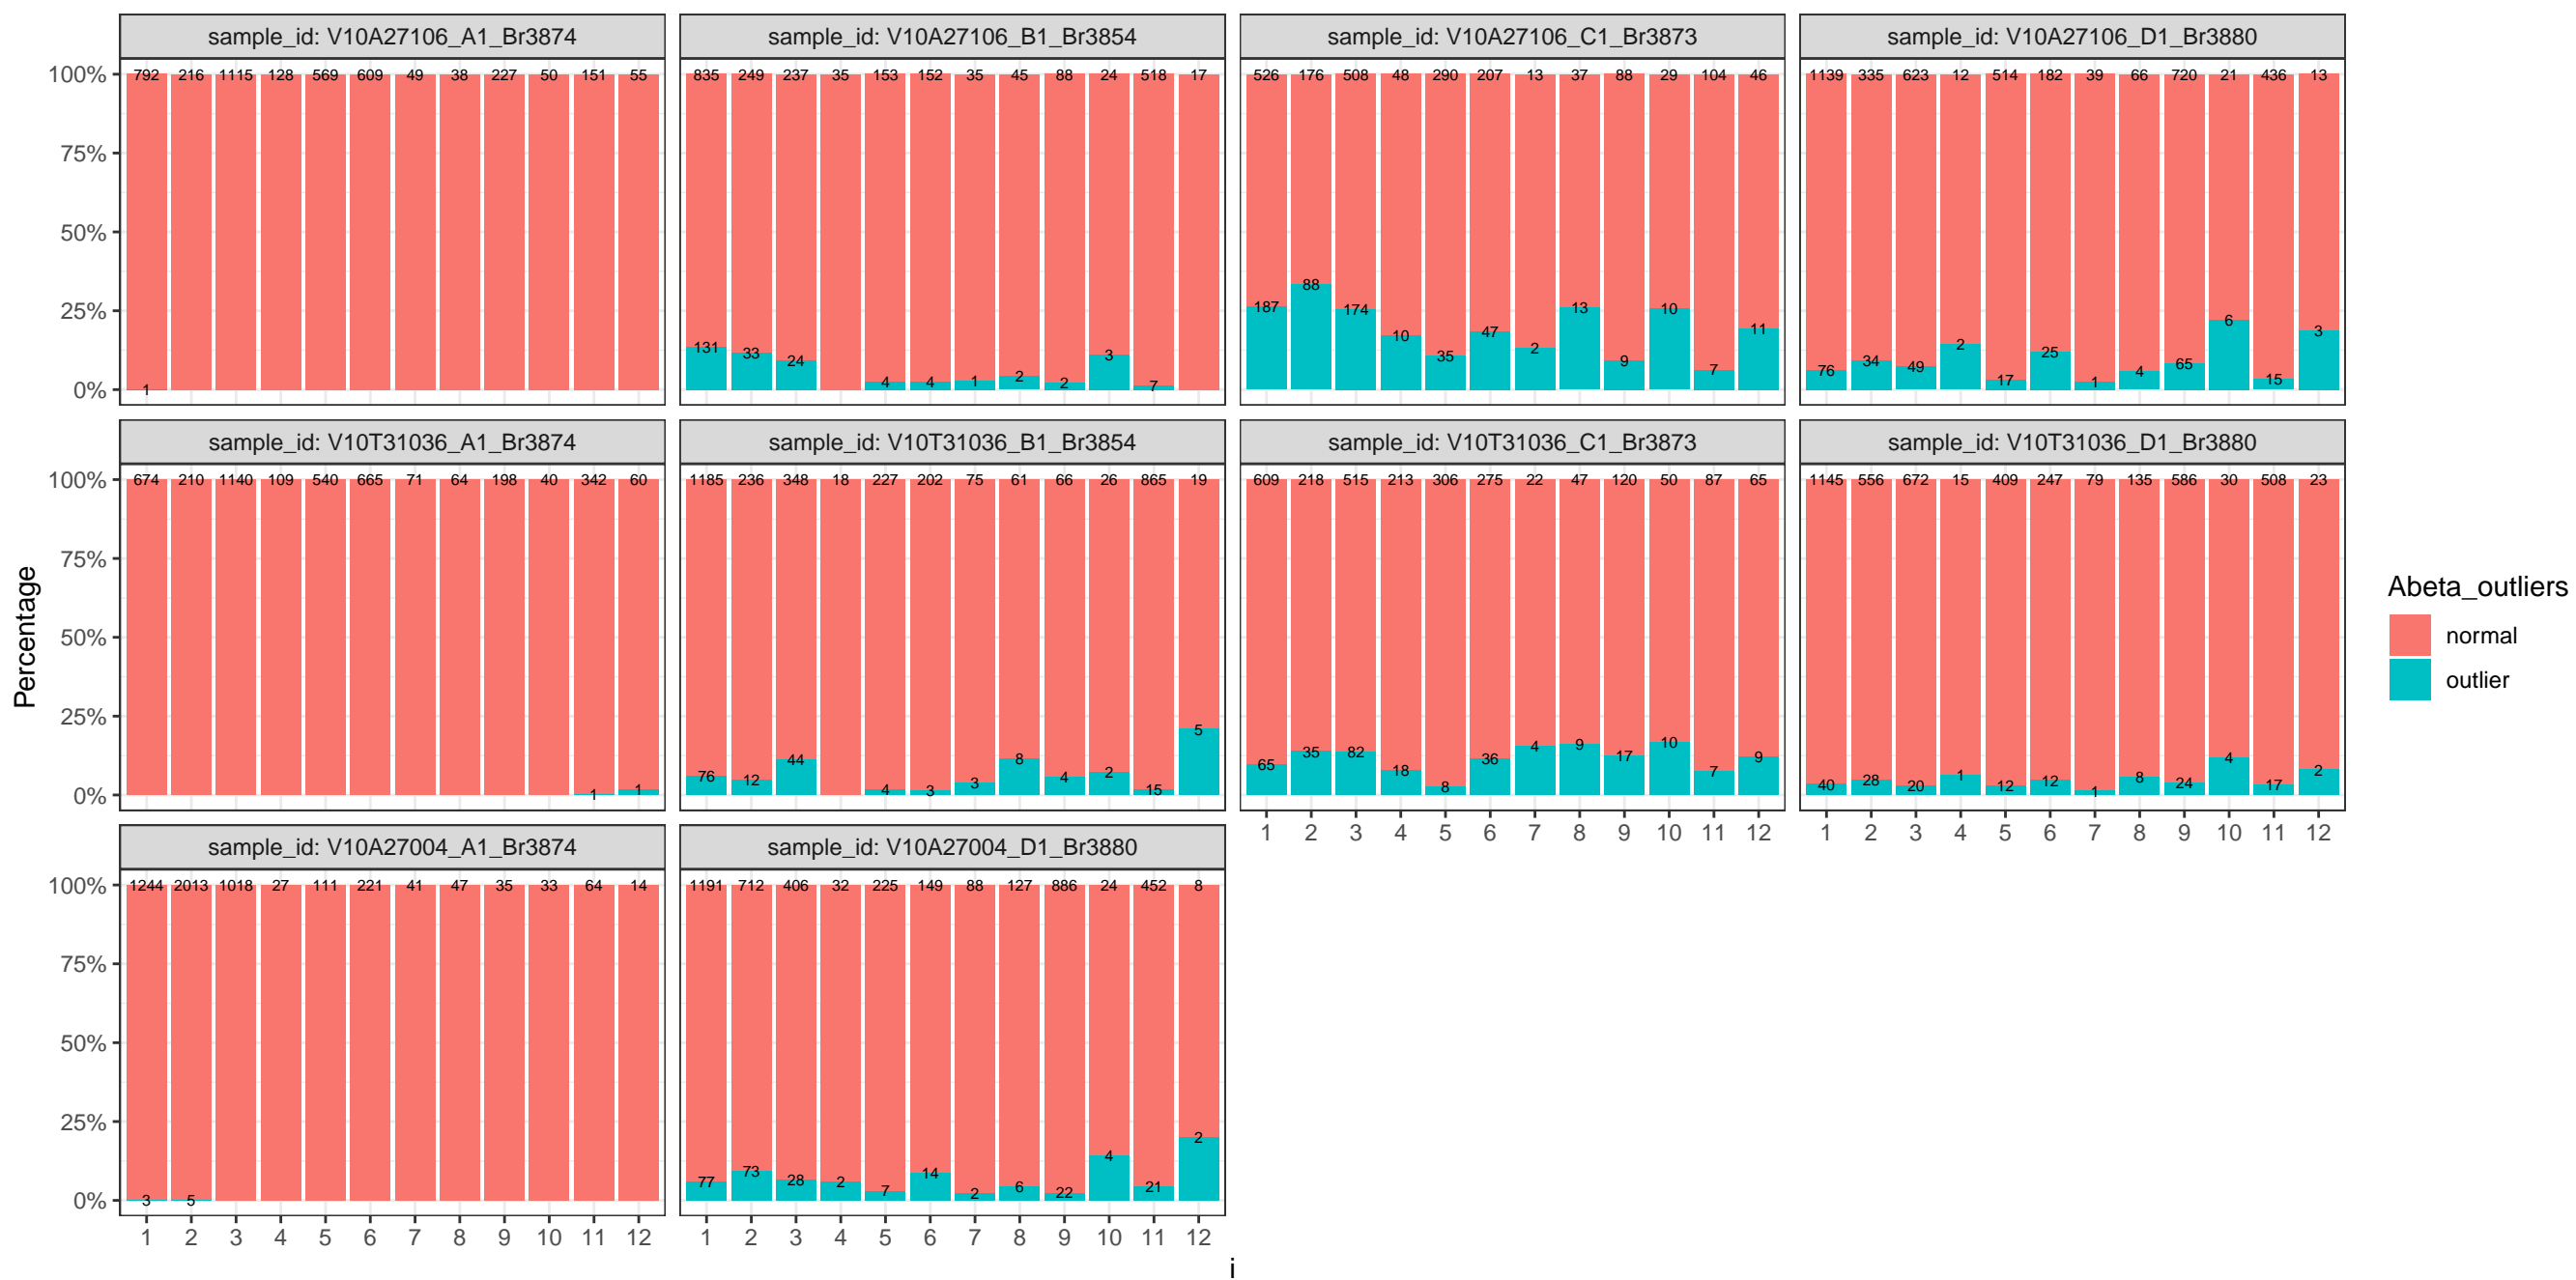 sample_id: V10A27106_A1_Br3874
sample_id: V10A27106_B1_Br3854
sample_id: V10A27106_C1_Br3873
sample_id: V10A27106_D1_Br3880
100% 792 216 1115 128 569 609 49 38 227 50 151 55
835 249 237 35 153 152 35 45 88 24 518 17
526 176 508 48 290 207 13 37 88 29 104 46
1139 335 623 12 514 182 39 66 720 21 436 13
75%
50%
25%
0%
1
131 33 24 4 4 1 2 2 3 7
187 88 174 10 35 47 2 13 9 10 7 11
76 34 49 2 17 25 1 4 65 6 15 3
sample_id: V10T31036_A1_Br3874
sample_id: V10T31036_B1_Br3854
sample_id: V10T31036_C1_Br3873
sample_id: V10T31036_D1_Br3880
100% 674 210 1140 109 540 665 71 64 198 40 342 60
1185 236 348 18 227 202 75 61 66 26 865 19
609 218 515 213 306 275 22 47 120 50 87 65
1145 556 672 15 409 247 79 135 586 30 508 23
75%
50%
25%
0%
1 1
76 12 44 4 3 3 8 4 2 15 5
65 35 82 18 8 36 4 9 17 10 7 9
40 28 20 1 12 12 1 8 24 4 17 2
1 2 3 4 5 6 7 8 9 10 11 12
1 2 3 4 5 6 7 8 9 10 11 12
sample_id: V10A27004_A1_Br3874
sample_id: V10A27004_D1_Br3880
100% 1244 2013 1018 27 111 221 41 47 35 33 64 14
1191 712 406 32 225 149 88 127 886 24 452 8
75%
50%
25%
0%
3 5
77 73 28 2 7 14 2 6 22 4 21 2
1 2 3 4 5 6 7 8 9 10 11 12
1 2 3 4 5 6 7 8 9 10 11 12
i
Percentage
Abeta_outliers
normal
outlier